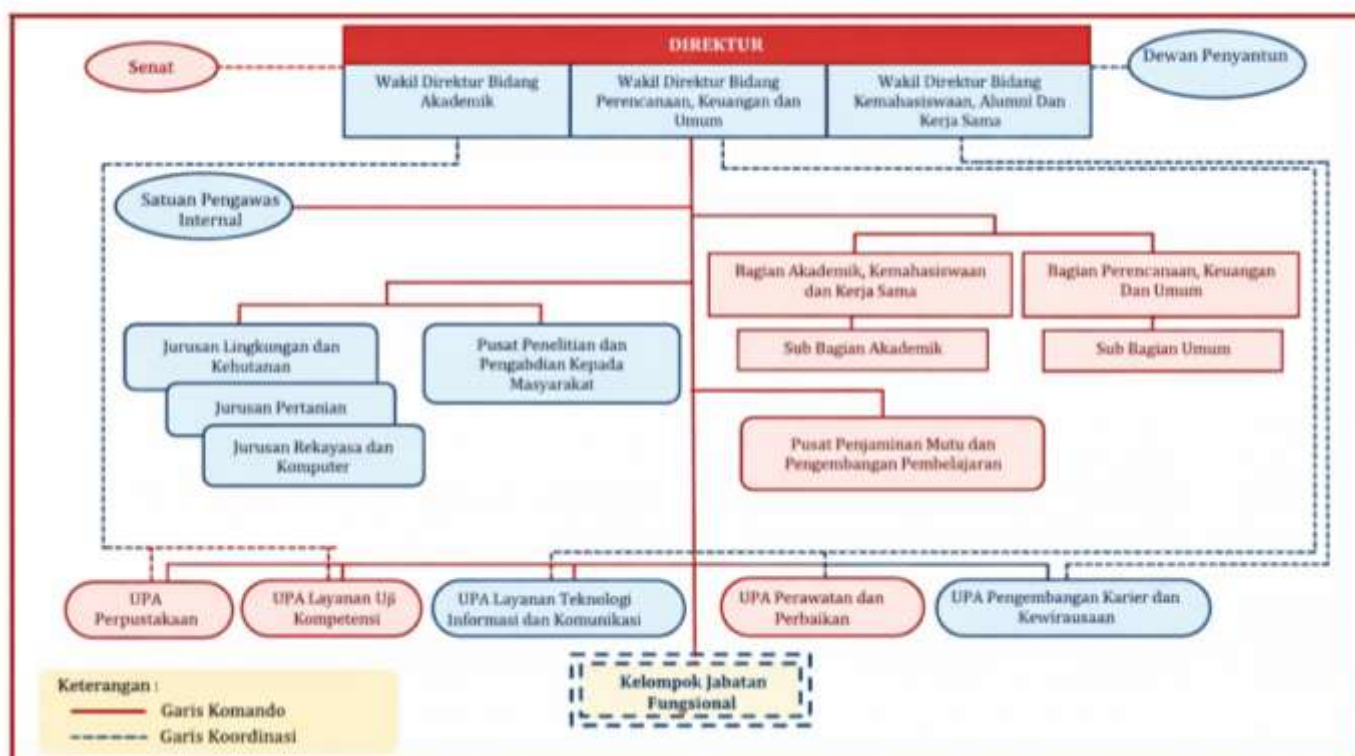 DIREKTUR
Senat
Dewan Penyantun
Wakil Direktur Bidang
Akademik
Wakil Direktur Bidang
Perencanaan, Keuangan dan
Umum
Wakil Direktur Bidang
Kemahasiswaan, Alumni Dan
Kerja Sama
Satuan Pengawas
Internal
Bagian Akademik, Kemahasiswaan
dan Kerja Sama
Bagian Perencanaan, Keuangan
Dan Umum
Sub Bagian Akademik
Sub Bagian Umum
Jurusan Lingkungan dan
Kehutanan
Jurusan Pertanian
Jurusan Rekayasa dan
Komputer
Pusat Penelitian dan
Pengabdian Kepada
Masyarakat
Pusat Penjaminan Mutu dan
Pengembangan Pembelajaran
UPA
Perpustakaan
UPA Layanan Uji
Kompetensi
UPA Layanan Teknologi
Informasi dan Komunikasi
UPA Perawatan dan
Perbaikan
UPA Pengembangan Karier dan
Kewirausaan
Kelompok Jabatan
Fungsional
Keterangan :
Garis Komando
Garis Koordinasi